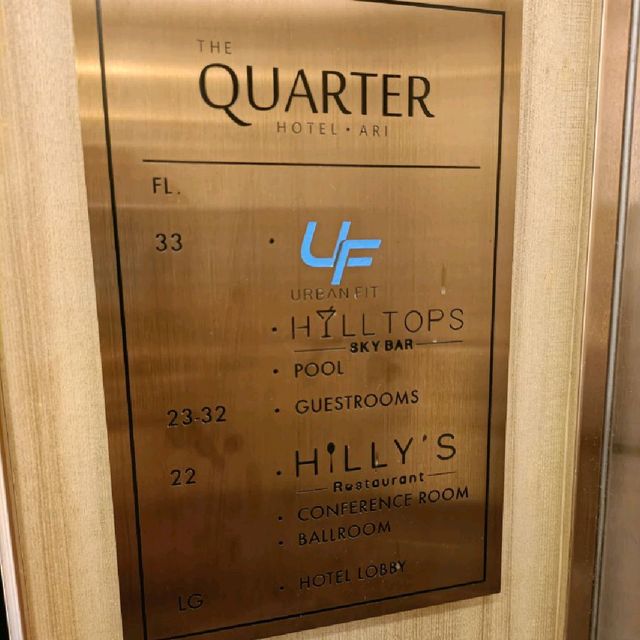 THE
QUARTER
HOTEL • ARI
FL.
33 • UF
URBAN FIT
• HYLLTOPS
SKY BAR
• POOL
23-32 • GUESTROOMS
22 • HiLLY'S
Restaurant
• CONFERENCE ROOM
• BALLROOM
LG • HOTEL LOBBY